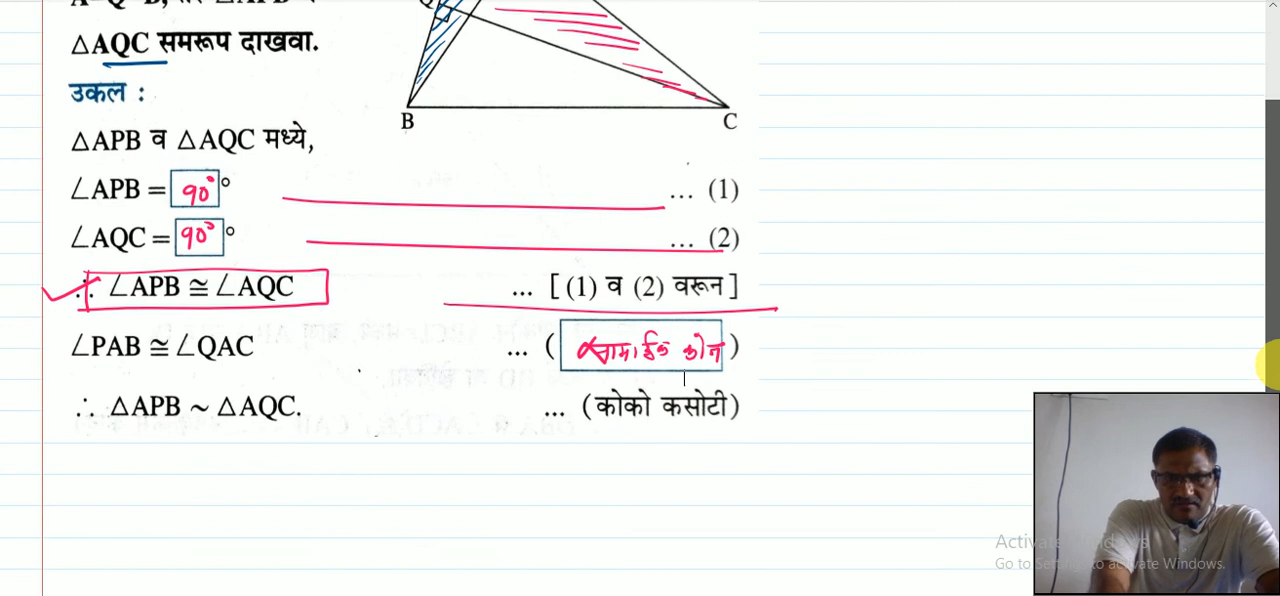 △AQC समरूप दाखवा.
उकल :
B C
△APB व △AQC मध्ये,
∠APB = 90° ° ... (1)
∠AQC = 90° ° ... (2)
∴ ∠APB ≅ ∠AQC ... [ (1) व (2) वरून ]
∠PAB ≅ ∠QAC ... ( सामाईक कोन )
∴ △APB ~ △AQC. ... (कोको कसोटी)
Activate Windows
Go to Settings to activate Windows.